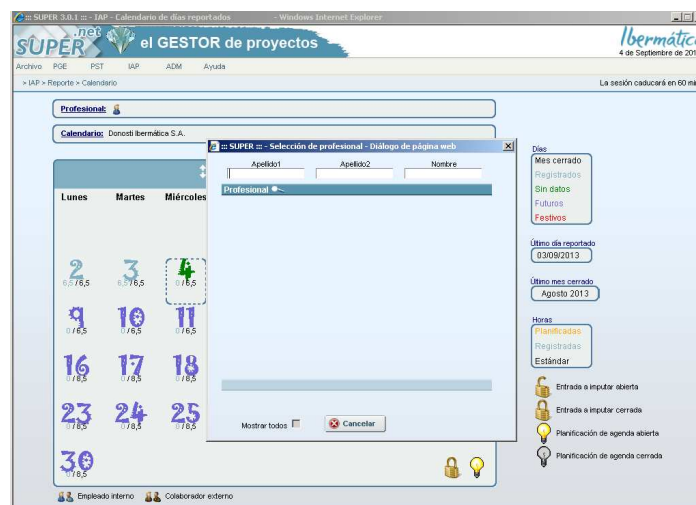 ::: SUPER 3.0.1 ::: - IAP - Calendario de días reportados - Windows Internet Explorer
SUPER.net el GESTOR de proyectos
Ibermática
4 de Septiembre de 201
Archivo PGE PST IAP ADM Ayuda
> IAP > Reporte > Calendario La sesión caducará en 60 mi
Profesional:
Calendario: Donosti Ibermática S.A.
::: SUPER ::: - Selección de profesional - Diálogo de página web
Apellido1 Apellido2 Nombre
Profesional
Mostrar todos Cancelar
Lunes Martes Miércoles
2 3 4
6,5 / 6,5 6,5 / 6,5 0 / 6,5
9 10 11
0 / 6,5 0 / 6,5 0 / 6,5
16 17 18
0 / 8,5 0 / 8,5 0 / 8,5
23 24 25
0 / 8,5 0 / 8,5 0 / 8,5
30
0 / 8,5
Empleado interno Colaborador externo
Días
Mes cerrado
Registrados
Sin datos
Futuros
Festivos
Último día reportado
03/09/2013
Último mes cerrado
Agosto 2013
Horas
Planificadas
Registradas
Estándar
Entrada a imputar abierta
Entrada a imputar cerrada
Planificación de agenda abierta
Planificación de agenda cerrada